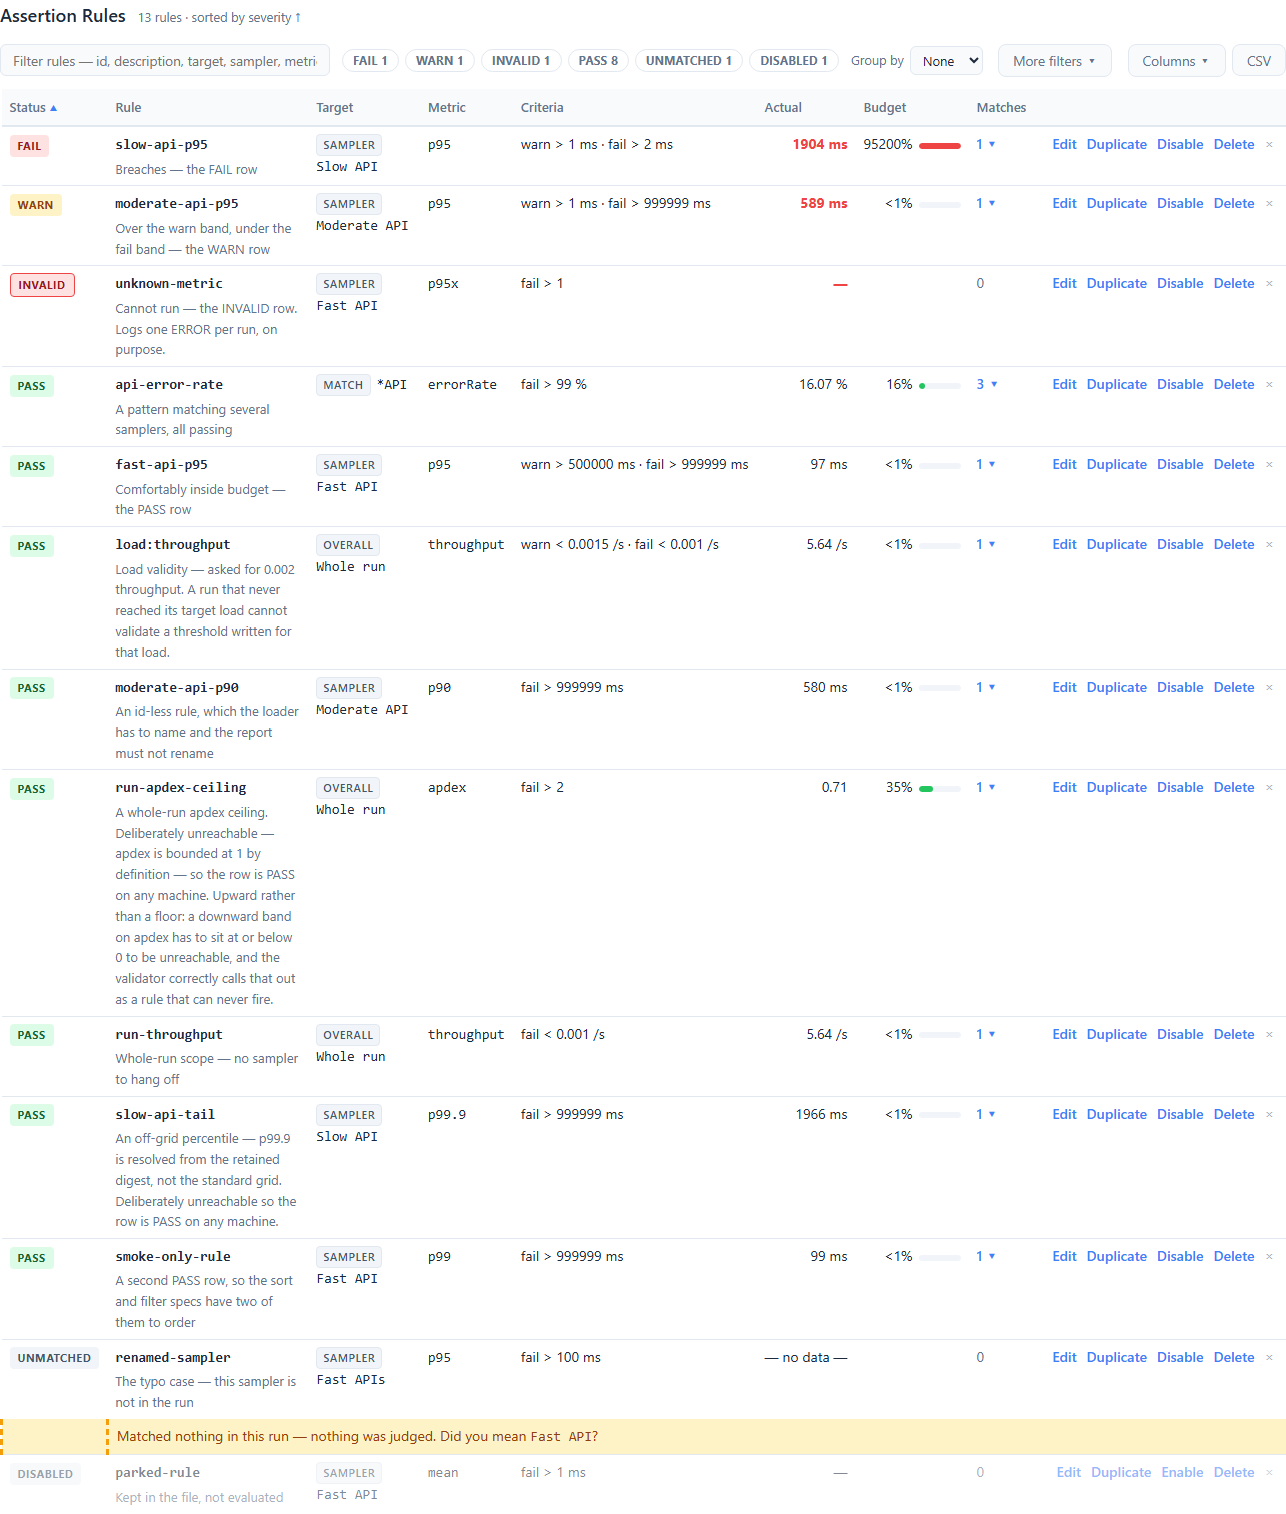 Assertion Rules 13 rules · sorted by severity ↑
Filter rules — id, description, target, sampler, metri FAIL 1 WARN 1 INVALID 1 PASS 8 UNMATCHED 1 DISABLED 1 Group by None More filters ▾ Columns ▾ CSV
Status ▲ Rule Target Metric Criteria Actual Budget Matches
FAIL slow-api-p95 SAMPLER p95 warn > 1 ms · fail > 2 ms 1904 ms 95200% 1 ▾ Edit Duplicate Disable Delete ×
Breaches — the FAIL row Slow API
WARN moderate-api-p95 SAMPLER p95 warn > 1 ms · fail > 999999 ms 589 ms <1% 1 ▾ Edit Duplicate Disable Delete ×
Over the warn band, under the Moderate API
fail band — the WARN row
INVALID unknown-metric SAMPLER p95x fail > 1 — 0 Edit Duplicate Disable Delete ×
Cannot run — the INVALID row. Fast API
Logs one ERROR per run, on
purpose.
PASS api-error-rate MATCH *API errorRate fail > 99 % 16.07 % 16% 3 ▾ Edit Duplicate Disable Delete ×
A pattern matching several
samplers, all passing
PASS fast-api-p95 SAMPLER p95 warn > 500000 ms · fail > 999999 ms 97 ms <1% 1 ▾ Edit Duplicate Disable Delete ×
Comfortably inside budget — Fast API
the PASS row
PASS load:throughput OVERALL throughput warn < 0.0015 /s · fail < 0.001 /s 5.64 /s <1% 1 ▾ Edit Duplicate Disable Delete ×
Load validity — asked for 0.002 Whole run
throughput. A run that never
reached its target load cannot
validate a threshold written for
that load.
PASS moderate-api-p90 SAMPLER p90 fail > 999999 ms 580 ms <1% 1 ▾ Edit Duplicate Disable Delete ×
An id-less rule, which the loader Moderate API
has to name and the report
must not rename
PASS run-apdex-ceiling OVERALL apdex fail > 2 0.71 35% 1 ▾ Edit Duplicate Disable Delete ×
A whole-run apdex ceiling. Whole run
Deliberately unreachable —
apdex is bounded at 1 by
definition — so the row is PASS
on any machine. Upward rather
than a floor: a downward band
on apdex has to sit at or below
0 to be unreachable, and the
validator correctly calls that out
as a rule that can never fire.
PASS run-throughput OVERALL throughput fail < 0.001 /s 5.64 /s <1% 1 ▾ Edit Duplicate Disable Delete ×
Whole-run scope — no sampler Whole run
to hang off
PASS slow-api-tail SAMPLER p99.9 fail > 999999 ms 1966 ms <1% 1 ▾ Edit Duplicate Disable Delete ×
An off-grid percentile — p99.9 Slow API
is resolved from the retained
digest, not the standard grid.
Deliberately unreachable so the
row is PASS on any machine.
PASS smoke-only-rule SAMPLER p99 fail > 999999 ms 99 ms <1% 1 ▾ Edit Duplicate Disable Delete ×
A second PASS row, so the sort Fast API
and filter specs have two of
them to order
UNMATCHED renamed-sampler SAMPLER p95 fail > 100 ms — no data — 0 Edit Duplicate Disable Delete ×
The typo case — this sampler is Fast APIs
not in the run
Matched nothing in this run — nothing was judged. Did you mean Fast API?
DISABLED parked-rule SAMPLER mean fail > 1 ms — 0 Edit Duplicate Enable Delete ×
Kept in the file, not evaluated Fast API